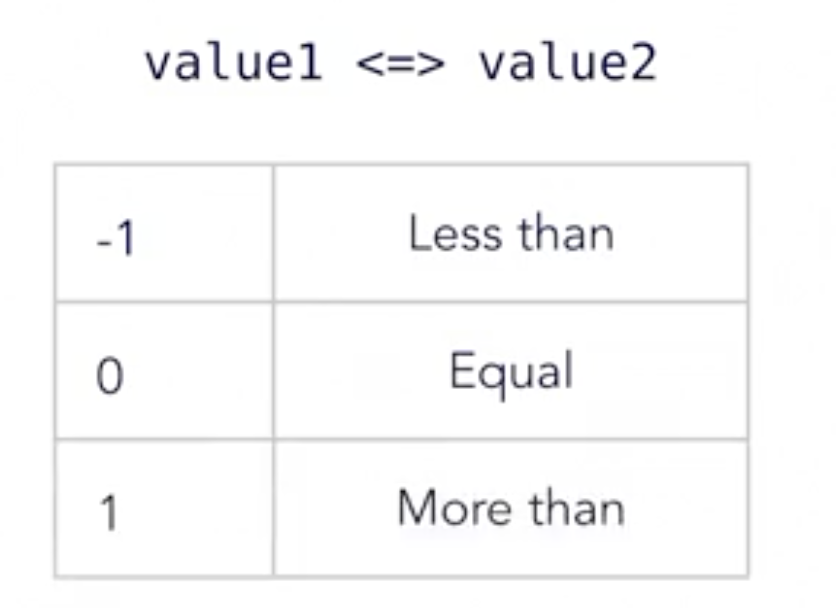 value1 <=> value2
-1 Less than
0 Equal
1 More than